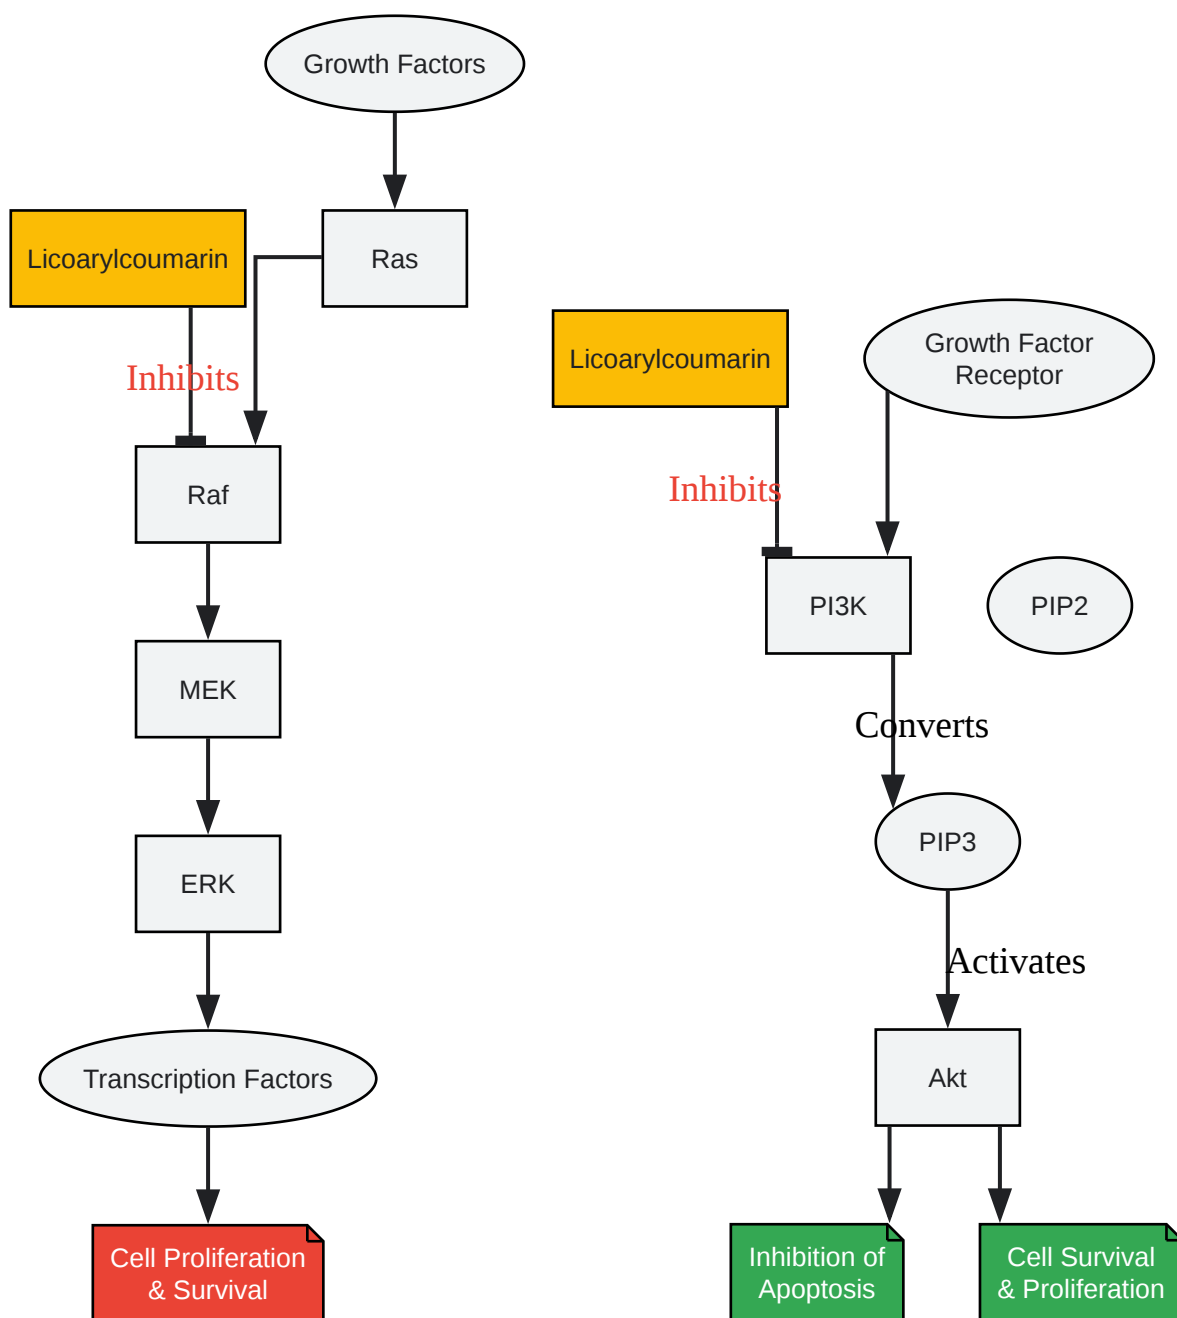 Growth Factors
Licoarylcoumarin
Ras
Inhibits
Raf
MEK
ERK
Transcription Factors
Cell Proliferation
& Survival
Licoarylcoumarin
Growth Factor
Receptor
Inhibits
PI3K
PIP2
Converts
PIP3
Activates
Akt
Inhibition of
Apoptosis
Cell Survival
& Proliferation